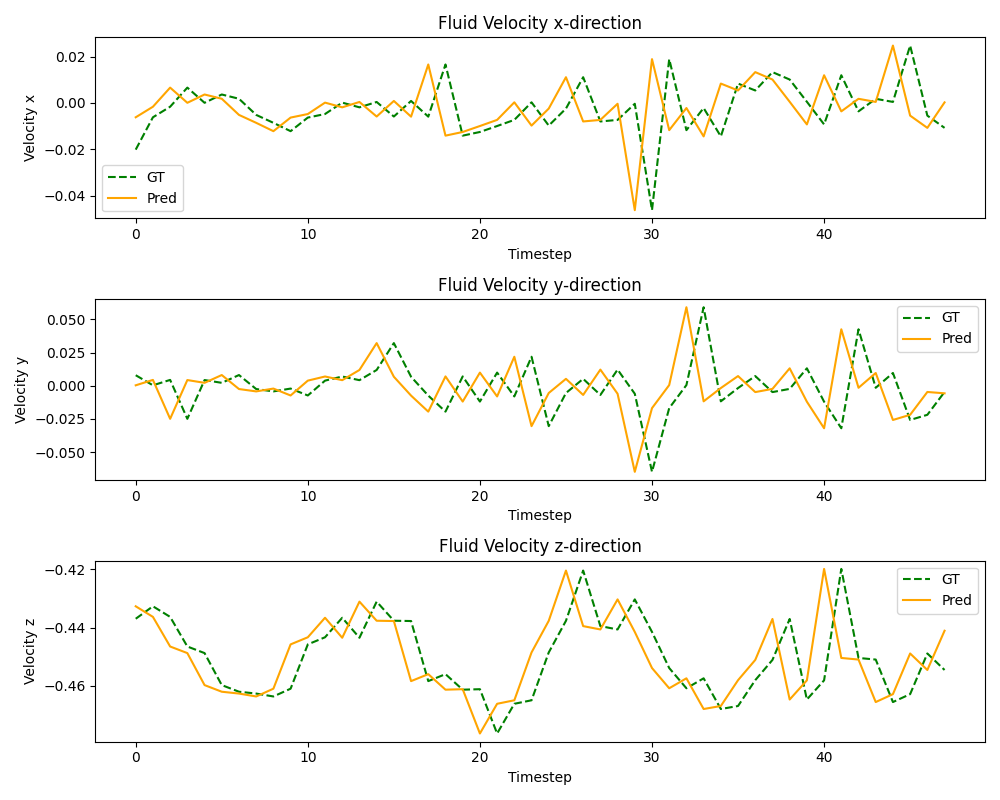 Fluid Velocity x-direction
0.02
0.00
−0.02
−0.04
Velocity x
GT
Pred
0 10 20 30 40
Timestep
Fluid Velocity y-direction
0.050
0.025
0.000
−0.025
−0.050
Velocity y
GT
Pred
0 10 20 30 40
Timestep
Fluid Velocity z-direction
−0.42
−0.44
−0.46
Velocity z
GT
Pred
0 10 20 30 40
Timestep